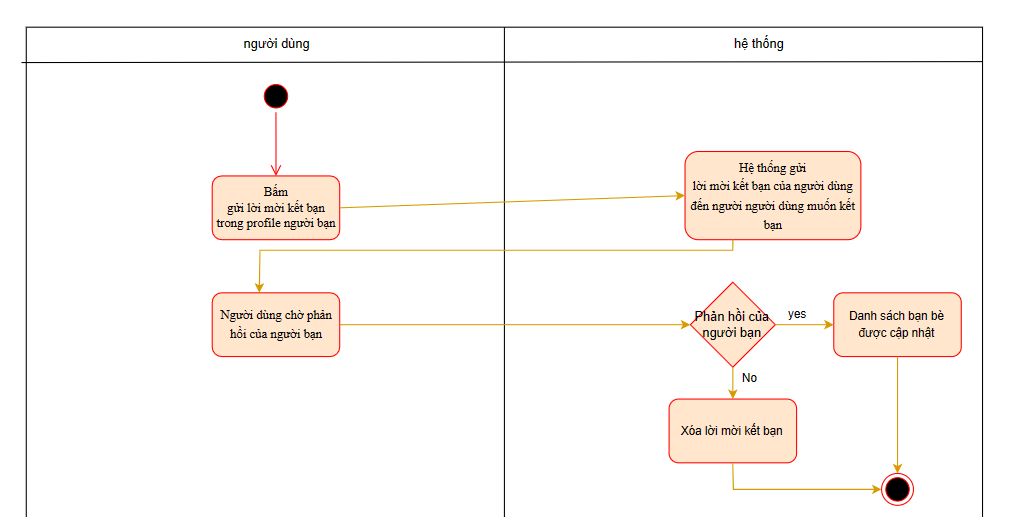 người dùng
hệ thống
Bấm
gửi lời mời kết bạn
trong profile người bạn
Hệ thống gửi
lời mời kết bạn của người dùng
đến người người dùng muốn kết
bạn
Người dùng chờ phản
hồi của người bạn
Phản hồi của
người bạn
yes
Danh sách bạn bè
được cập nhật
No
Xóa lời mời kết bạn